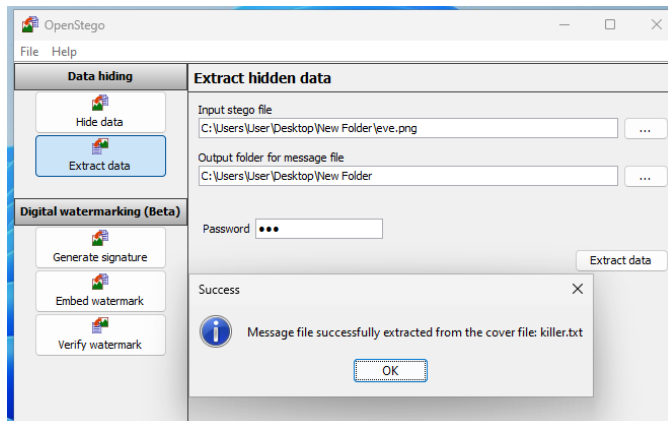 OpenStego
File Help
Data hiding
Hide data
Extract data
Digital watermarking (Beta)
Generate signature
Embed watermark
Verify watermark
Extract hidden data
Input stego file
C:\Users\User\Desktop\New Folder\eve.png
...
Output folder for message file
C:\Users\User\Desktop\New Folder
...
Password •••
Extract data
Success
Message file successfully extracted from the cover file: killer.txt
OK